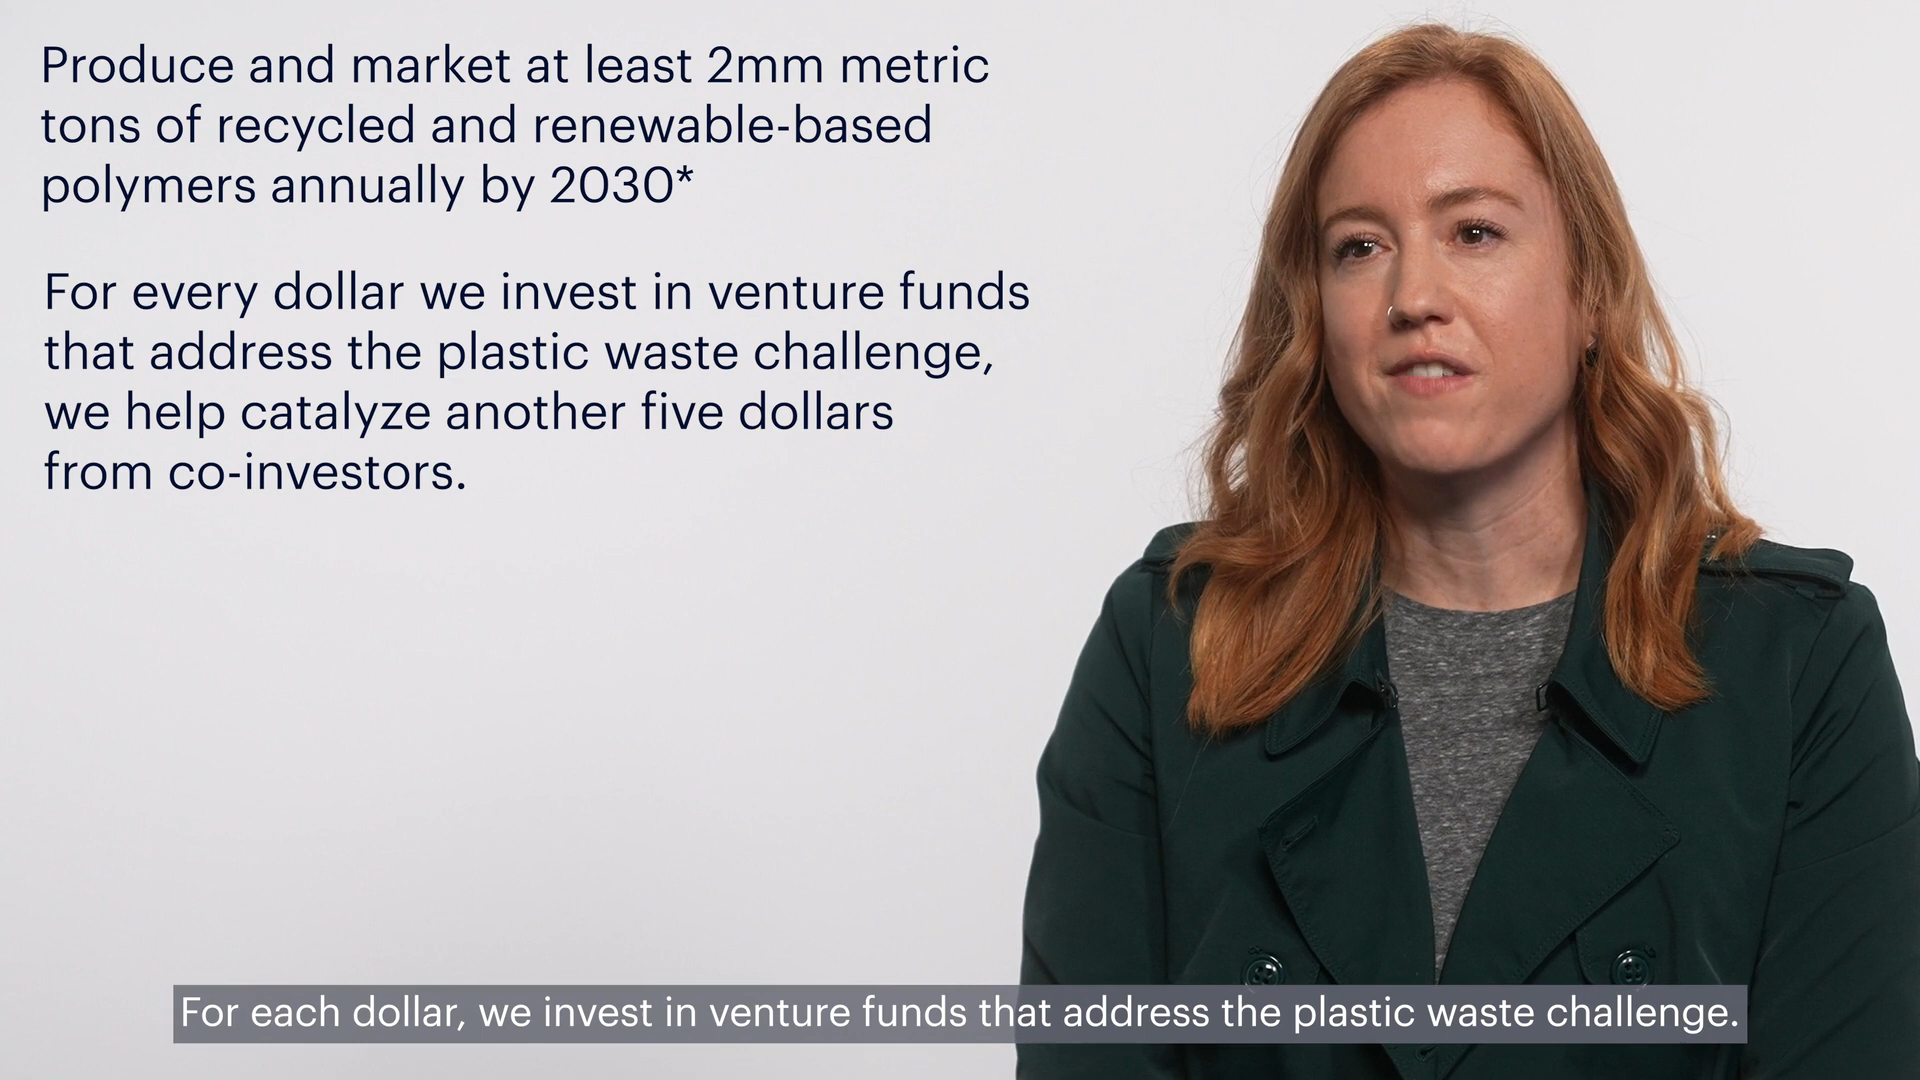 Produce and market at least 2mm metric
tons of recycled and renewable-based
polymers annually by 2030*
For every dollar we invest in venture funds
that address the plastic waste challenge,
we help catalyze another five dollars
from co-investors.
For each dollar, we invest in venture funds that address the plastic waste challenge.